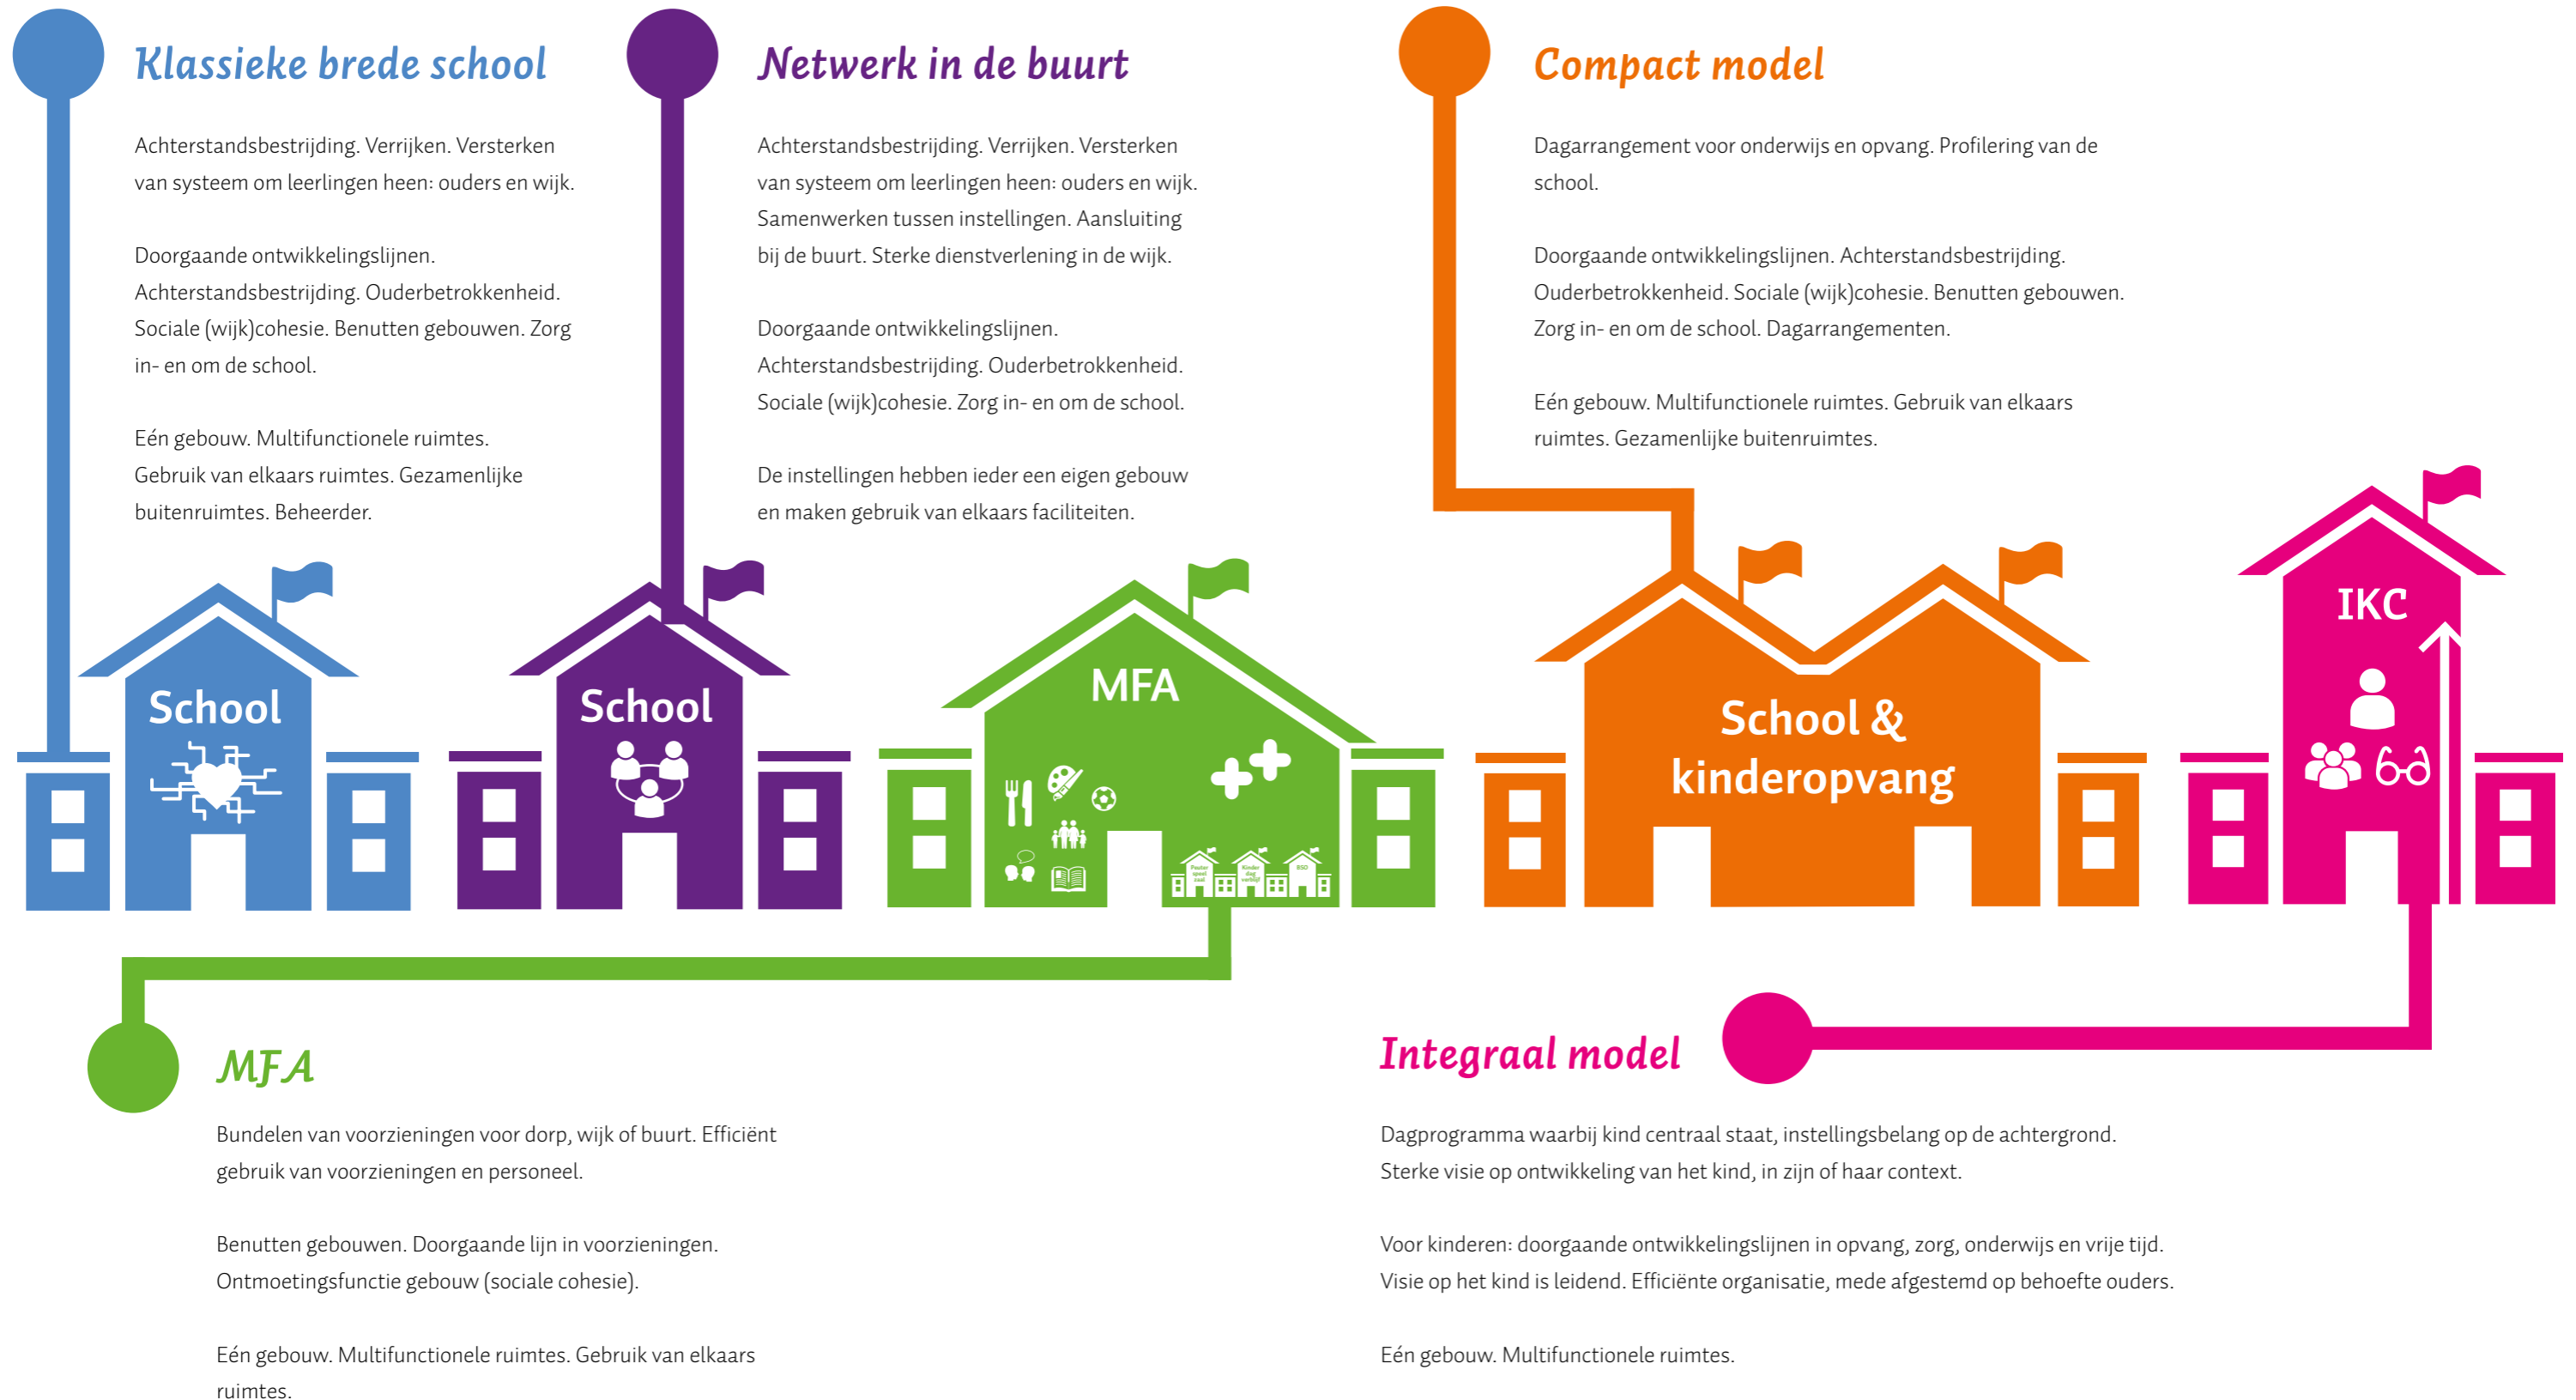 Klassieke brede school
Achterstandsbestrijding. Verrijken. Versterken
van systeem om leerlingen heen: ouders en wijk.
Doorgaande ontwikkelingslijnen.
Achterstandsbestrijding. Ouderbetrokkenheid.
Sociale (wijk)cohesie. Benutten gebouwen. Zorg
in- en om de school.
Eén gebouw. Multifunctionele ruimtes.
Gebruik van elkaars ruimtes. Gezamenlijke
buitenruimtes. Beheerder.
Netwerk in de buurt
Achterstandsbestrijding. Verrijken. Versterken
van systeem om leerlingen heen: ouders en wijk.
Samenwerken tussen instellingen. Aansluiting
bij de buurt. Sterke dienstverlening in de wijk.
Doorgaande ontwikkelingslijnen.
Achterstandsbestrijding. Ouderbetrokkenheid.
Sociale (wijk)cohesie. Zorg in- en om de school.
De instellingen hebben ieder een eigen gebouw
en maken gebruik van elkaars faciliteiten.
Compact model
Dagarrangement voor onderwijs en opvang. Profilering van de
school.
Doorgaande ontwikkelingslijnen. Achterstandsbestrijding.
Ouderbetrokkenheid. Sociale (wijk)cohesie. Benutten gebouwen.
Zorg in- en om de school. Dagarrangementen.
Eén gebouw. Multifunctionele ruimtes. Gebruik van elkaars
ruimtes. Gezamenlijke buitenruimtes.
School
School
MFA
Peuter
speel
zaal
Kinder
dag
verblijf
BSO
School &
kinderopvang
IKC
MFA
Bundelen van voorzieningen voor dorp, wijk of buurt. Efficiënt
gebruik van voorzieningen en personeel.
Benutten gebouwen. Doorgaande lijn in voorzieningen.
Ontmoetingsfunctie gebouw (sociale cohesie).
Eén gebouw. Multifunctionele ruimtes. Gebruik van elkaars
ruimtes.
Integraal model
Dagprogramma waarbij kind centraal staat, instellingsbelang op de achtergrond.
Sterke visie op ontwikkeling van het kind, in zijn of haar context.
Voor kinderen: doorgaande ontwikkelingslijnen in opvang, zorg, onderwijs en vrije tijd.
Visie op het kind is leidend. Efficiënte organisatie, mede afgestemd op behoefte ouders.
Eén gebouw. Multifunctionele ruimtes.